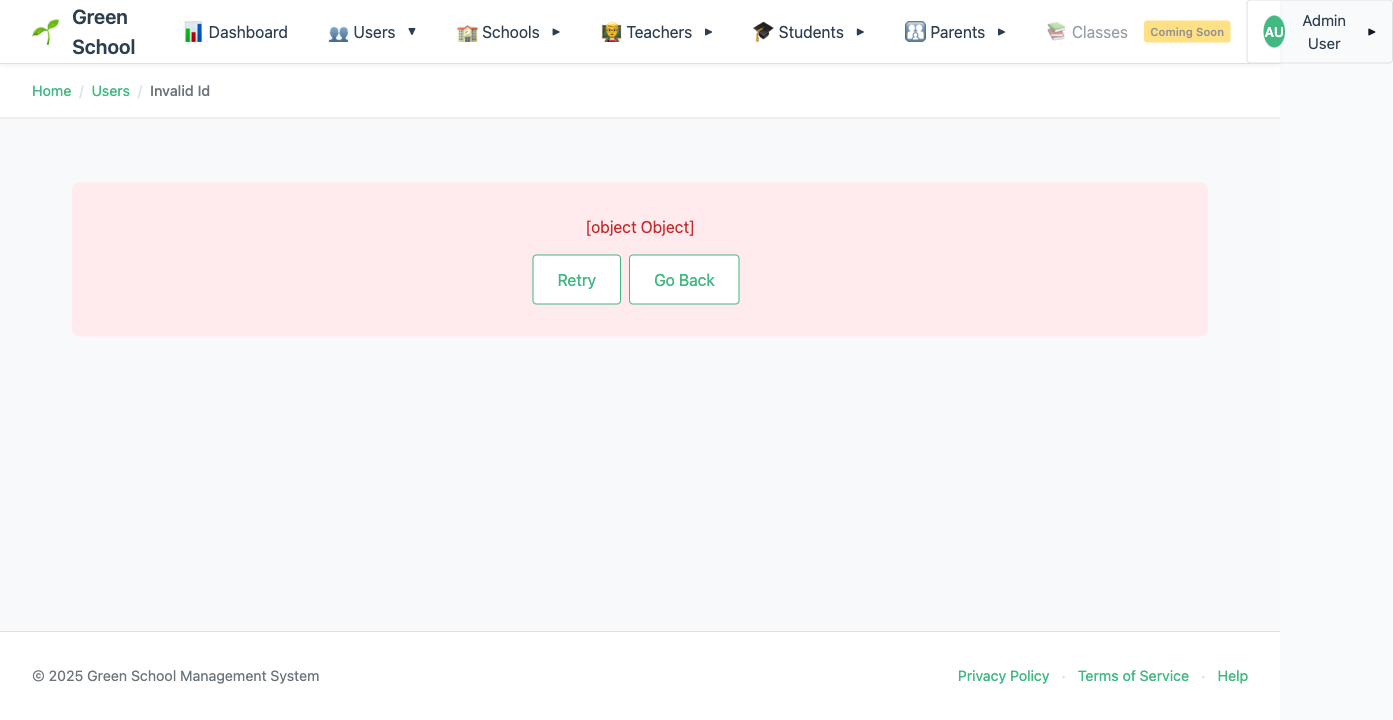 Green School
📊 Dashboard
👥 Users ▼
🏫 Schools ▶
👨‍🏫 Teachers ▶
🎓 Students ▶
Parents ▶
📚 Classes Coming Soon
AU Admin User ▶
Home / Users / Invalid Id
[object Object]
Retry Go Back
© 2025 Green School Management System
Privacy Policy · Terms of Service · Help